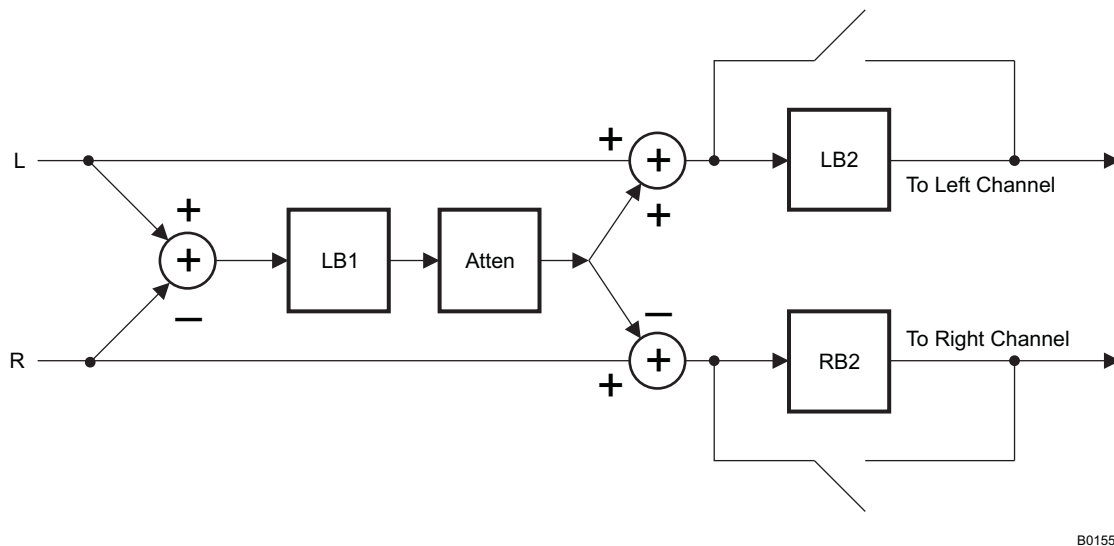 L
+
+
+
+
LB2
To Left Channel
+
LB1
Atten
−
−
To Right Channel
R
+
+
RB2
B0155